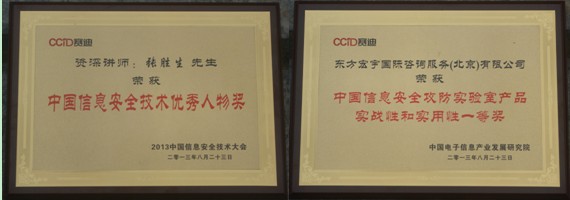 CCID赛迪
资深讲师：张胜生 先生
荣获
中国信息安全技术优秀人物奖
2013中国信息安全技术大会
二零一三年八月二十三日
CCID赛迪
东方宏宇国际咨询服务(北京)有限公司
荣获
中国信息安全攻防实验室产品
实战性和实用性一等奖
中国电子信息产业发展研究院
二零一三年八月二十三日